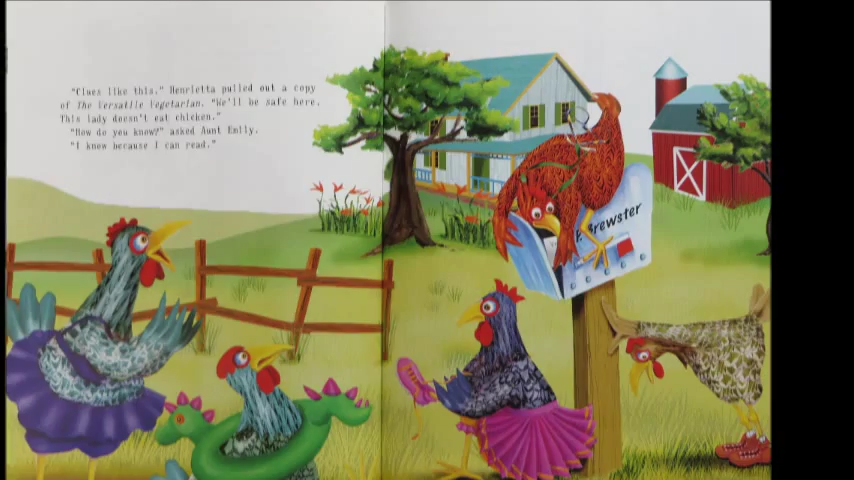 "Clues like this." Henrietta pulled out a copy
of The Versatile Vegetarian. "We'll be safe here.
This lady doesn't eat chicken."
"How do you know?" asked Aunt Emily.
"I know because I can read."
P. Brewster